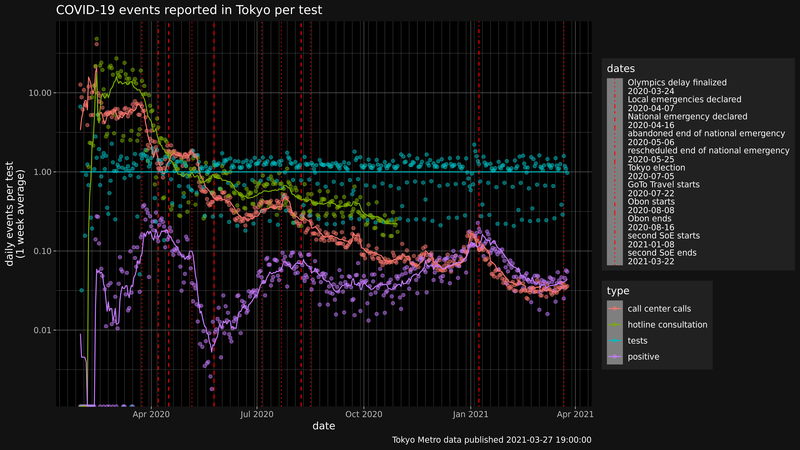 COVID-19 events reported in Tokyo per test
daily events per test
(1 week average)
10.00
1.00
0.10
0.01
Apr 2020
Jul 2020
Oct 2020
Jan 2021
Apr 2021
date
Tokyo Metro data published 2021-03-27 19:00:00
dates
Olympics delay finalized
2020-03-24
Local emergencies declared
2020-04-07
National emergency declared
2020-04-16
abandoned end of national emergency
2020-05-06
rescheduled end of national emergency
2020-05-25
Tokyo election
2020-07-05
GoTo Travel starts
2020-07-22
Obon starts
2020-08-08
Obon ends
2020-08-16
second SoE starts
2021-01-08
second SoE ends
2021-03-22
type
call center calls
hotline consultation
tests
positive